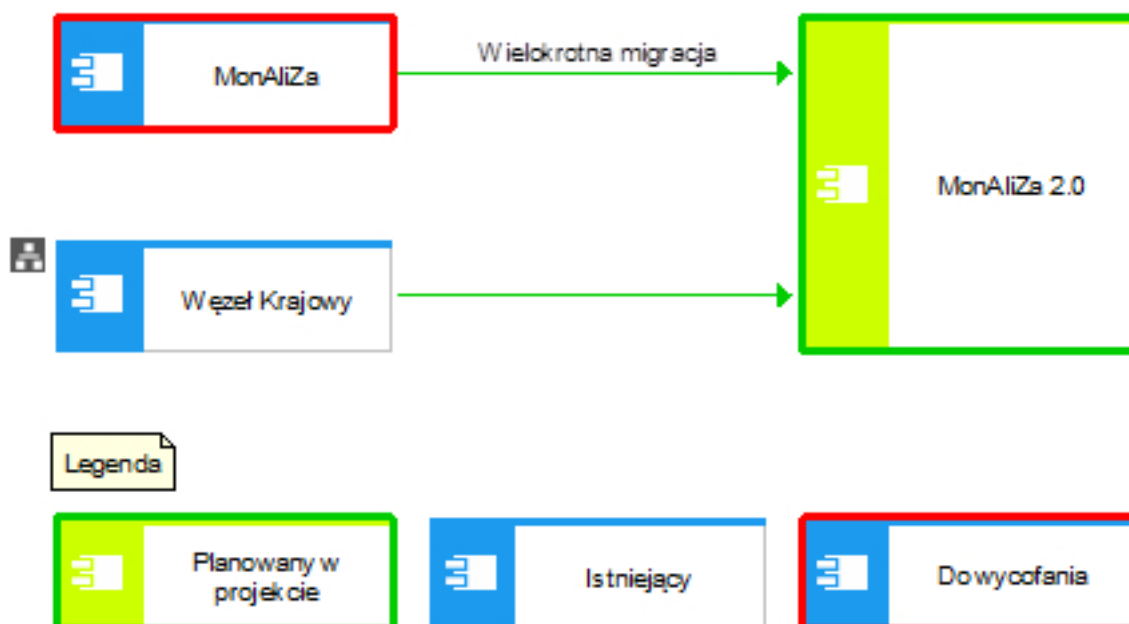 MonAliZa
Wielokrotna migracja
MonAliZa 2.0
Węzeł Krajowy
Legenda
Planowany w
projekcie
Istniejący
Do wycofania